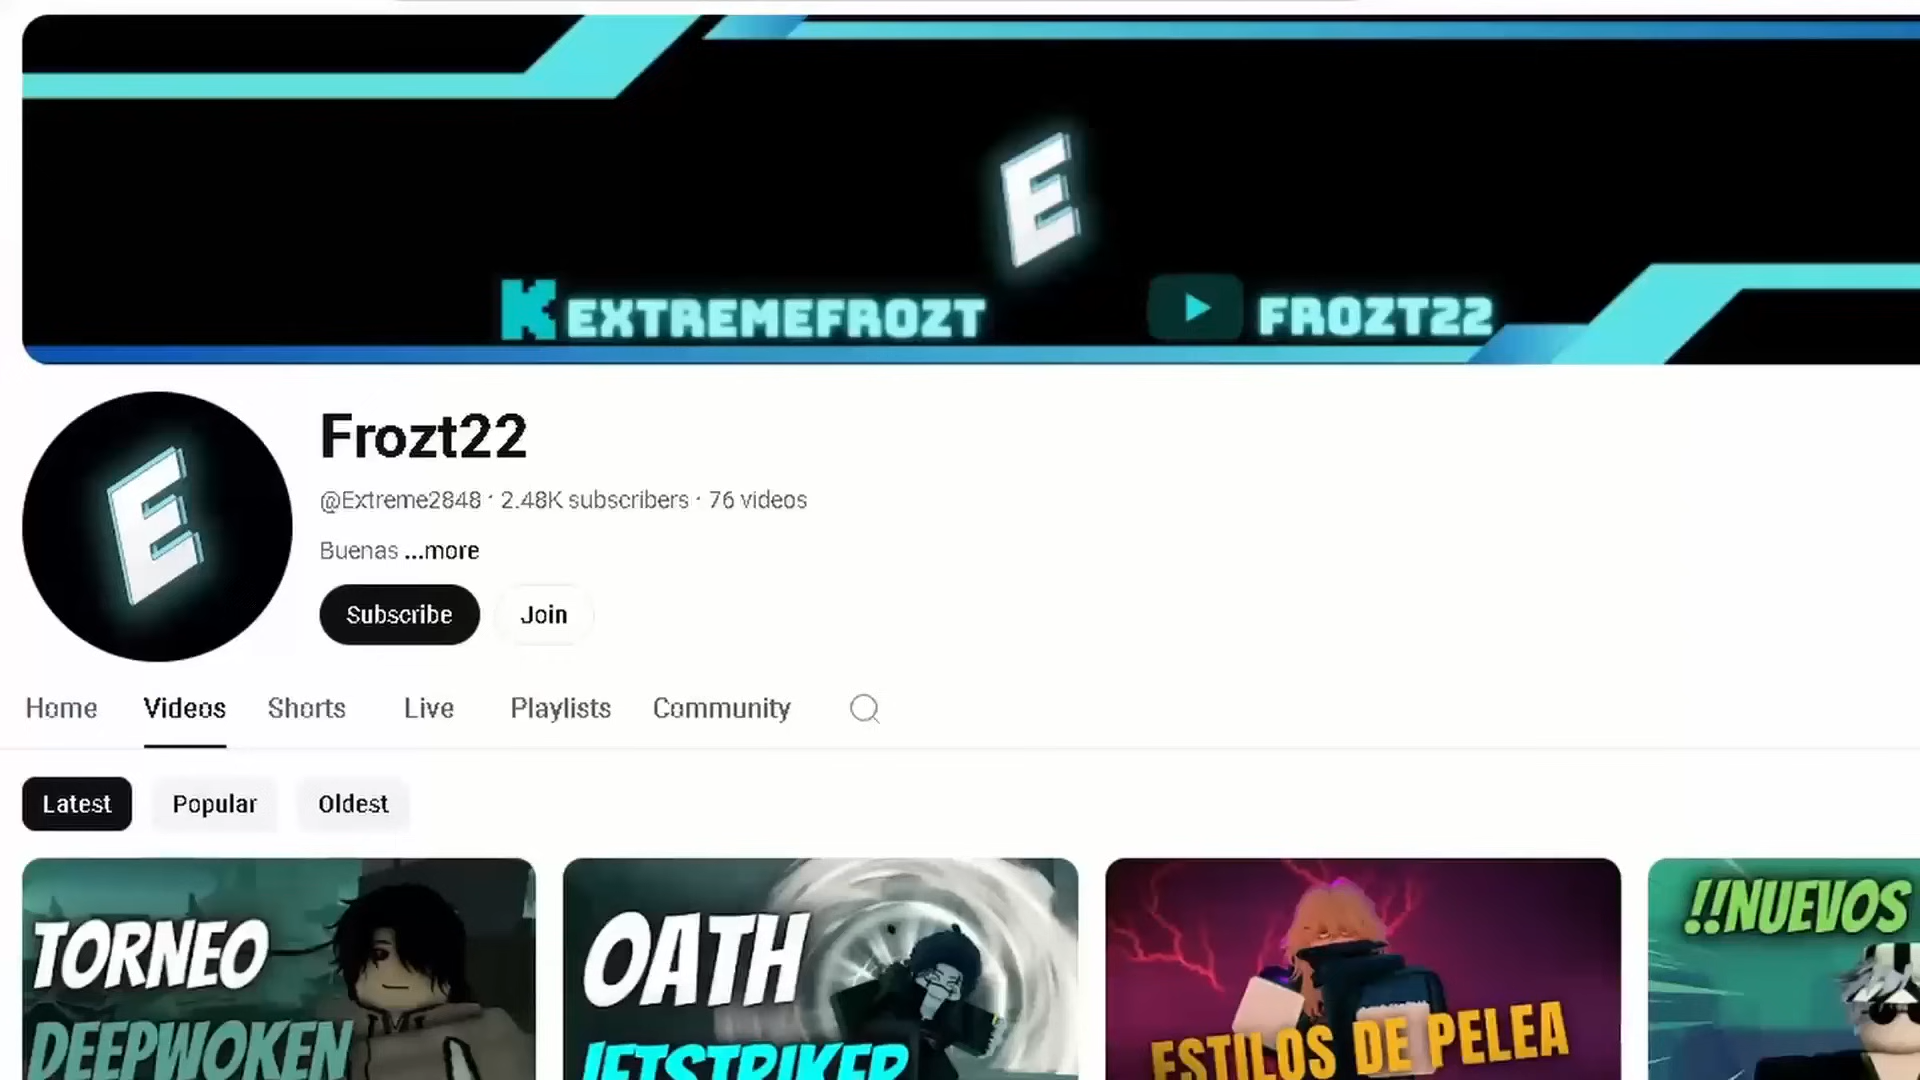 E
K EXTREMEFROZT
FROZT22
E
Frozt22
@Extreme2848 · 2.48K subscribers · 76 videos
Buenas ...more
Subscribe Join
Home Videos Shorts Live Playlists Community
Latest Popular Oldest
TORNEO
DEEPWOKEN
OATH
JETSTRIKER
ESTILOS DE PELEA
!!NUEVOS